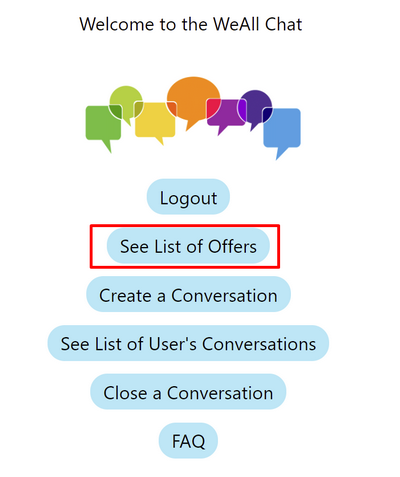 Welcome to the WeAll Chat
Logout
See List of Offers
Create a Conversation
See List of User's Conversations
Close a Conversation
FAQ